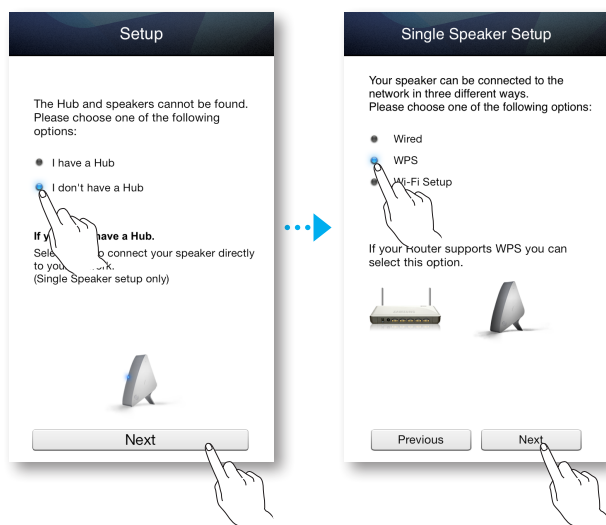 Setup
The Hub and speakers cannot be found.
Please choose one of the following
options:
I have a Hub
I don't have a Hub
If y have a Hub.
Sele o connect your speaker directly
to you rk.
(Single Speaker setup only)
Next
Single Speaker Setup
Your speaker can be connected to the
network in three different ways.
Please choose one of the following options:
Wired
WPS
Wi-Fi Setup
If your Router supports WPS you can
select this option.
Previous
Next